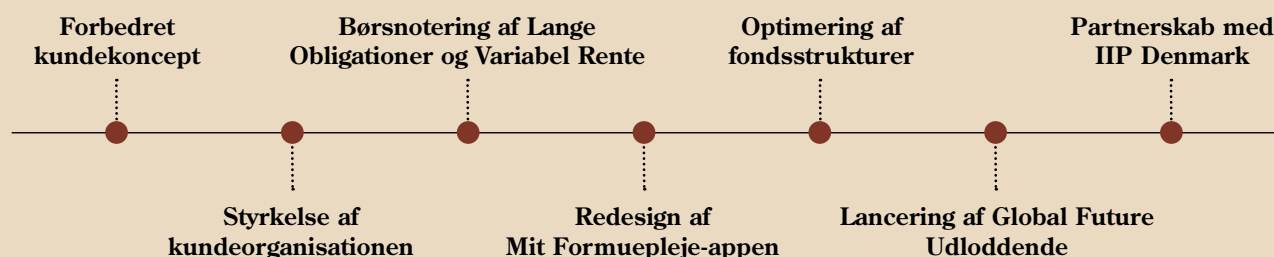 Forbedret
kundekoncept
Styrkelse af
kundeorganisationen
Børsnotering af Lange
Obligationer og Variabel Rente
Redesign af
Mit Formuepleje-appen
Optimering af
fondsstrukturer
Lancering af Global Future
Udloddende
Partnerskab med
IIP Denmark